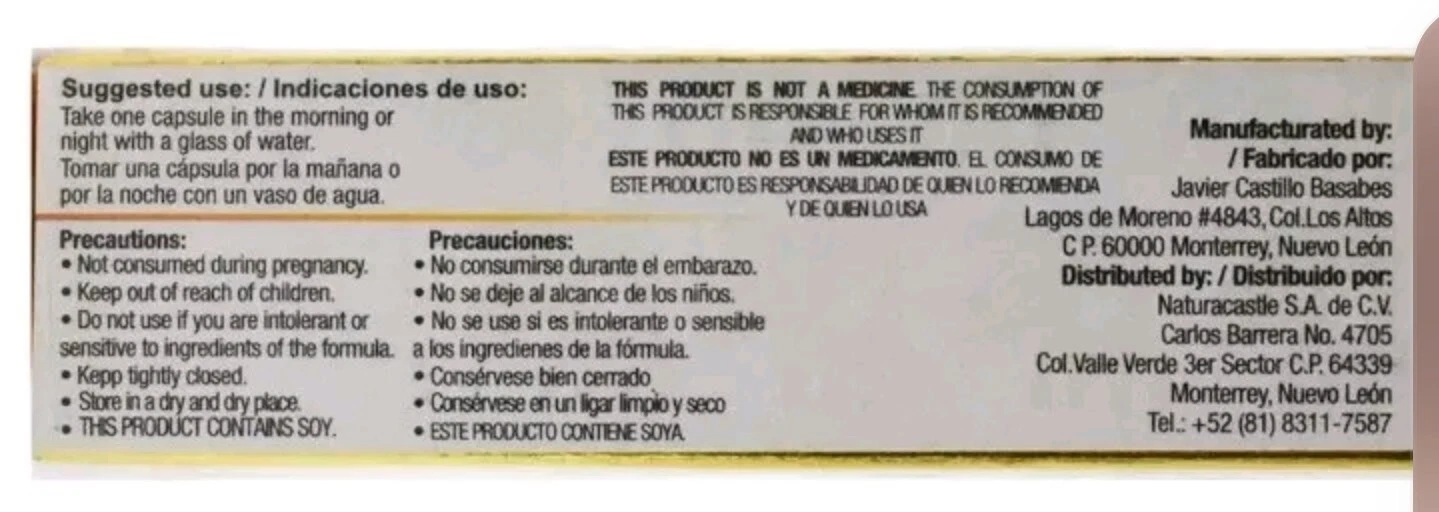 Suggested use: / Indicaciones de uso:
Take one capsule in the morning or
night with a glass of water.
Tomar una cápsula por la mañana o
por la noche con un vaso de agua.
Precautions:
• Not consumed during pregnancy.
• Keep out of reach of children.
• Do not use if you are intolerant or
sensitive to ingredients of the formula.
• Kepp tightly closed.
• Store in a dry and dry place.
• THIS PRODUCT CONTAINS SOY.
Precauciones:
• No consumirse durante el embarazo.
• No se deje al alcance de los niños.
• No se use si es intolerante o sensible
a los ingredienes de la fórmula.
• Consérvese bien cerrado
• Consérvese en un ligar limpio y seco
• ESTE PRODUCTO CONTIENE SOYA
THIS PRODUCT IS NOT A MEDICINE. THE CONSUMPTION OF
THIS PRODUCT IS RESPONSIBLE FOR WHOM IT IS RECOMMENDED
AND WHO USES IT
ESTE PRODUCTO NO ES UN MEDICAMENTO. EL CONSUMO DE
ESTE PRODUCTO ES RESPONSABILIDAD DE QUIEN LO RECOMIENDA
Y DE QUIEN LO USA
Manufacturated by:
/ Fabricado por:
Javier Castillo Basabes
Lagos de Moreno #4843, Col.Los Altos
C P. 60000 Monterrey, Nuevo León
Distributed by: / Distribuido por:
Naturacastle S.A. de C.V.
Carlos Barrera No. 4705
Col.Valle Verde 3er Sector C.P. 64339
Monterrey, Nuevo León
Tel.: +52 (81) 8311-7587